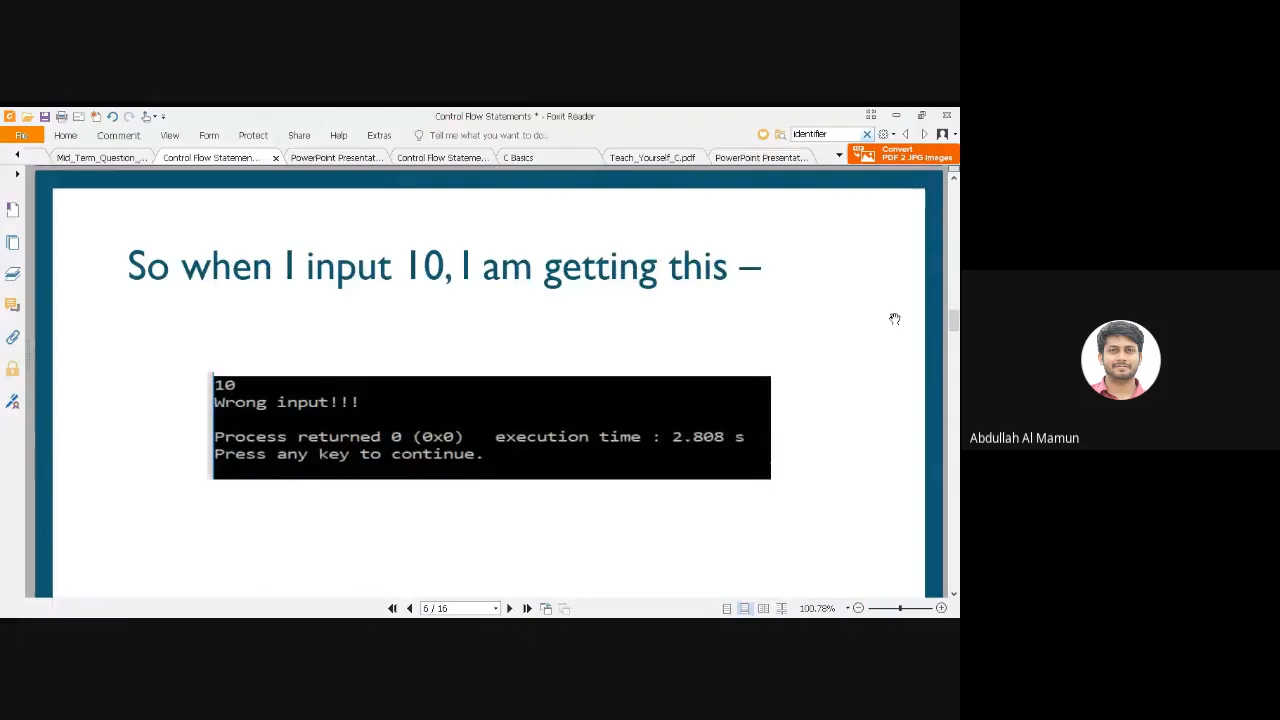 Control Flow Statements * - Foxit Reader
File Home Comment View Form Protect Share Help Extras Tell me what you want to do.. identifier
Mid_Term_Question_... Control Flow Statemen... PowerPoint Presentat... Control Flow Stateme... C Basics Teach_Yourself_C.pdf PowerPoint Presentat...
Convert
PDF 2 JPG Images
So when I input 10, I am getting this –
10
Wrong input!!!
Process returned 0 (0x0) execution time : 2.808 s
Press any key to continue.
Abdullah Al Mamun
6 / 16 100.78%